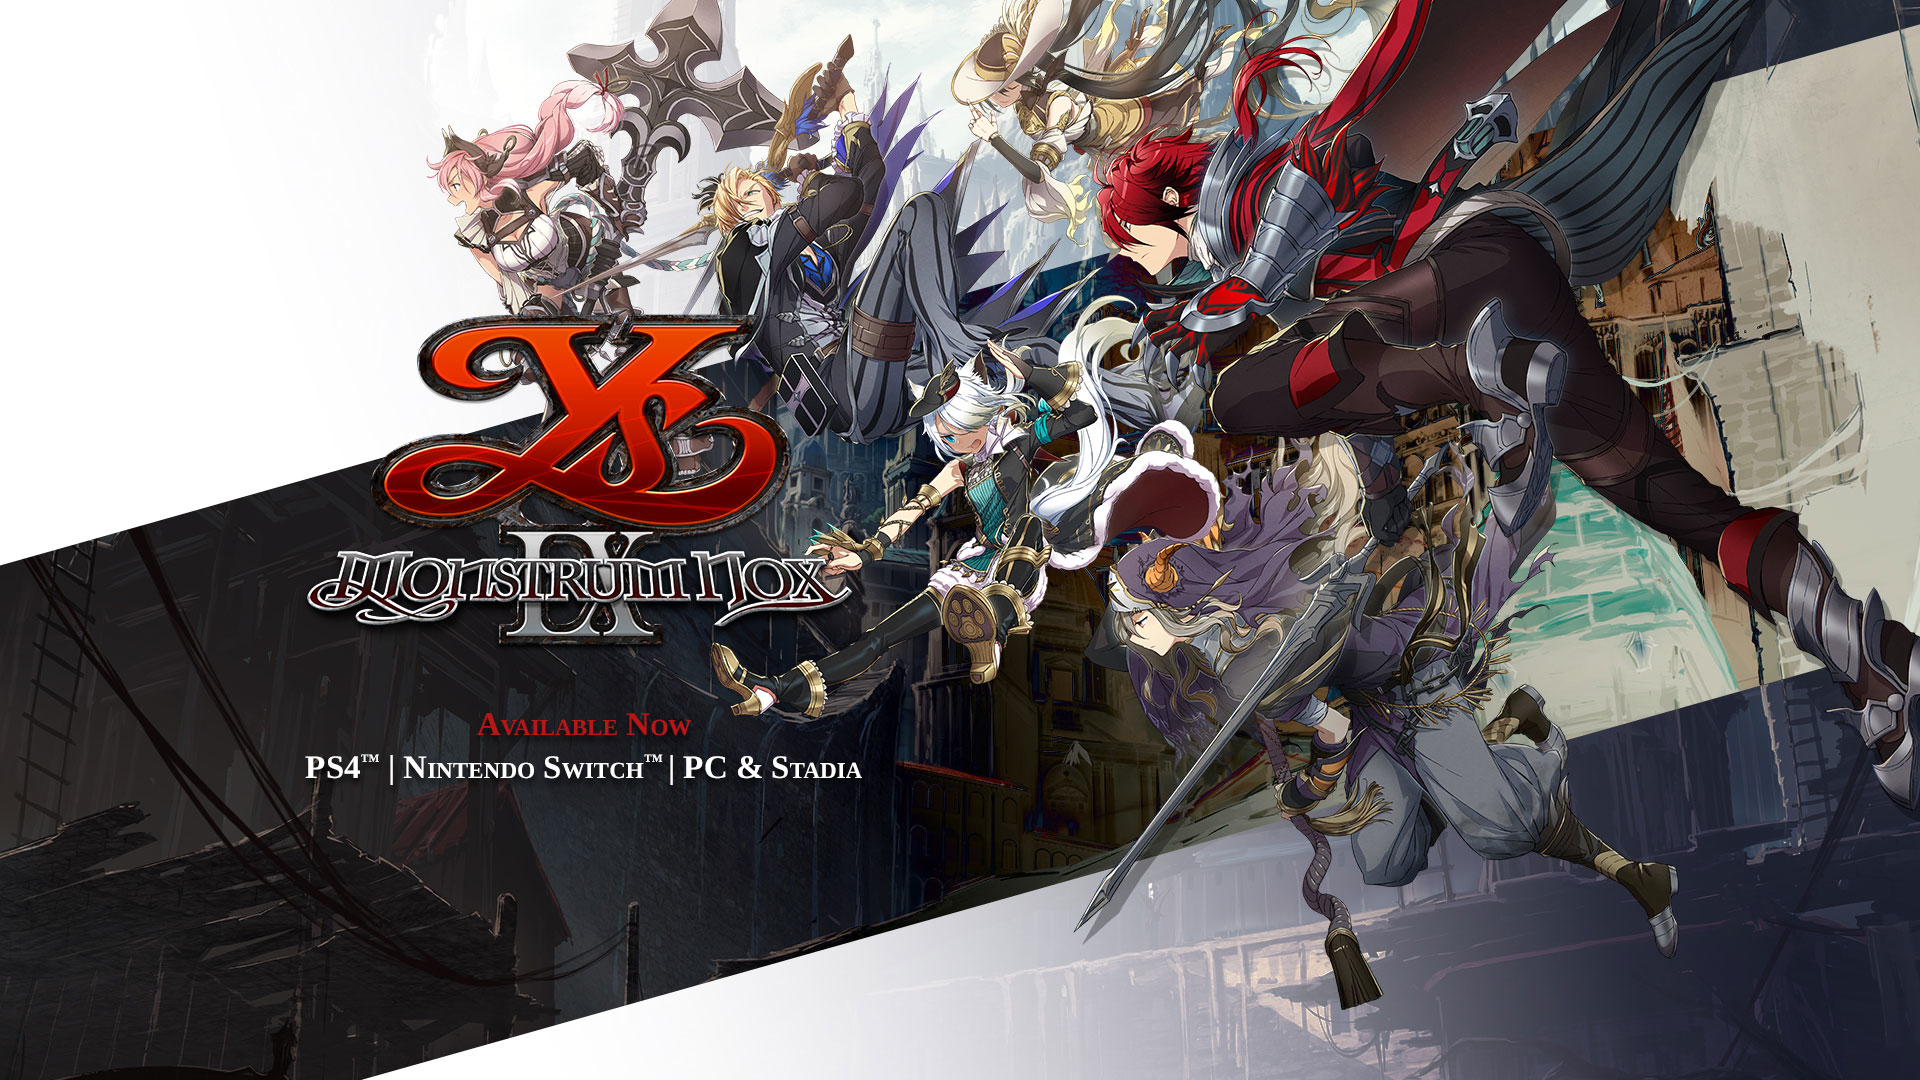 Ys
IX
Monstrum Nox
Available Now
PS4™ | Nintendo Switch™ | PC & Stadia